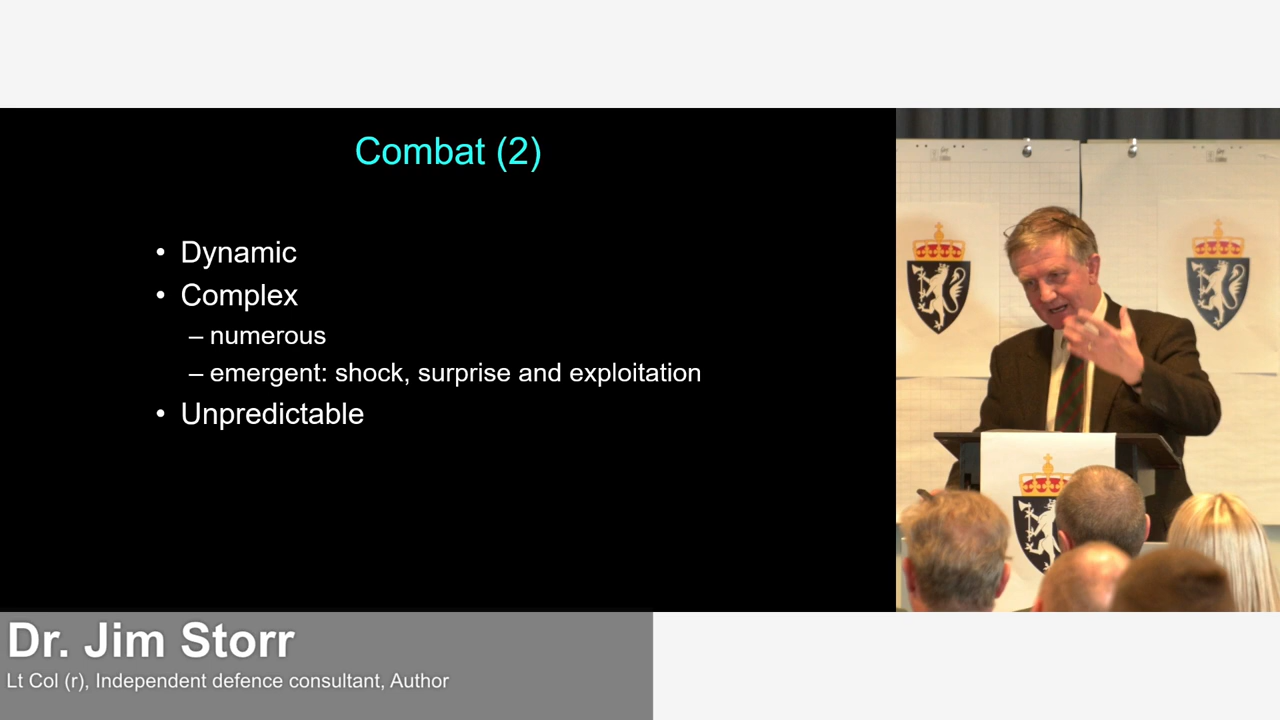 Combat (2)
• Dynamic
• Complex
– numerous
– emergent: shock, surprise and exploitation
• Unpredictable
Dr. Jim Storr
Lt Col (r), Independent defence consultant, Author